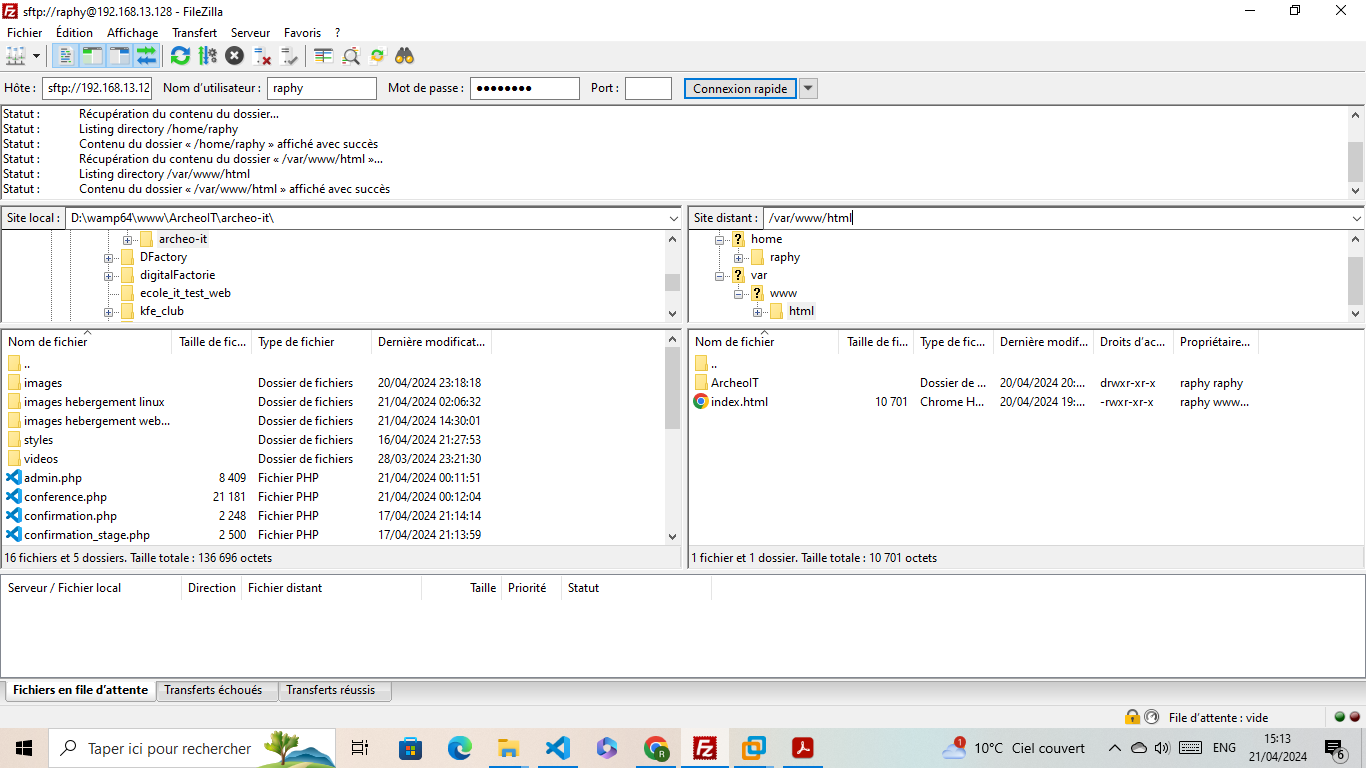 sftp://raphy@192.168.13.128 - FileZilla
Fichier Édition Affichage Transfert Serveur Favoris ?
Hôte : sftp://192.168.13.12 Nom d'utilisateur : raphy Mot de passe : ●●●●●●●● Port : Connexion rapide
Statut : Récupération du contenu du dossier...
Statut : Listing directory /home/raphy
Statut : Contenu du dossier « /home/raphy » affiché avec succès
Statut : Récupération du contenu du dossier « /var/www/html »...
Statut : Listing directory /var/www/html
Statut : Contenu du dossier « /var/www/html » affiché avec succès
Site local : D:\wamp64\www\ArcheoIT\archeo-it\
archeo-it
DFactory
digitalFactorie
ecole_it_test_web
kfe_club
Site distant : /var/www/html
? home
raphy
? var
? www
html
Nom de fichier Taille de fic... Type de fichier Dernière modificat...
..
images Dossier de fichiers 20/04/2024 23:18:18
images hebergement linux Dossier de fichiers 21/04/2024 02:06:32
images hebergement web... Dossier de fichiers 21/04/2024 14:30:01
styles Dossier de fichiers 16/04/2024 21:27:53
videos Dossier de fichiers 28/03/2024 23:21:30
admin.php 8 409 Fichier PHP 21/04/2024 00:11:51
conference.php 21 181 Fichier PHP 21/04/2024 00:12:04
confirmation.php 2 248 Fichier PHP 17/04/2024 21:14:14
confirmation_stage.php 2 500 Fichier PHP 17/04/2024 21:13:59
16 fichiers et 5 dossiers. Taille totale : 136 696 octets
Nom de fichier Taille de fi... Type de fic... Dernière modif... Droits d'ac... Propriétaire...
..
ArcheoIT Dossier de ... 20/04/2024 20:... drwxr-xr-x raphy raphy
index.html 10 701 Chrome H... 20/04/2024 19:... -rwxr-xr-x raphy www...
1 fichier et 1 dossier. Taille totale : 10 701 octets
Serveur / Fichier local Direction Fichier distant Taille Priorité Statut
Fichiers en file d'attente Transferts échoués Transferts réussis
File d'attente : vide
Taper ici pour rechercher
R
1
10°C Ciel couvert
ENG
15:13
21/04/2024
6